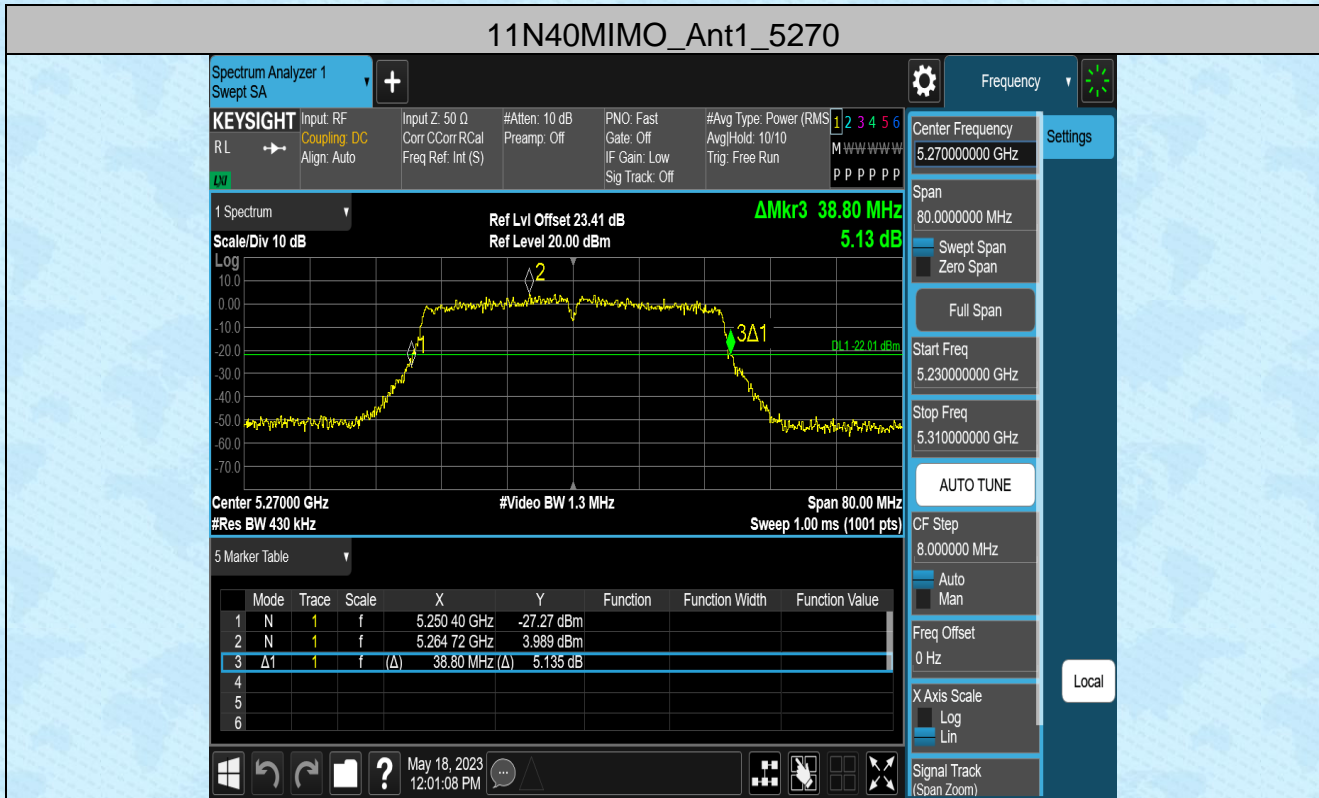 11N40MIMO_Ant1_5270
Spectrum Analyzer 1
Swept SA
Frequency
KEYSIGHT
RL
LXI
Input: RF
Coupling: DC
Align: Auto
Input Z: 50 Ω
Corr CCorr RCal
Freq Ref: Int (S)
#Atten: 10 dB
Preamp: Off
PNO: Fast
Gate: Off
IF Gain: Low
Sig Track: Off
#Avg Type: Power (RMS
Avg|Hold: 10/10
Trig: Free Run
1 2 3 4 5 6
M W W W W W
P P P P P P
1 Spectrum
Scale/Div 10 dB
Ref Lvl Offset 23.41 dB
Ref Level 20.00 dBm
ΔMkr3 38.80 MHz
5.13 dB
Log
10.0
0.00
-10.0
-20.0
-30.0
-40.0
-50.0
-60.0
-70.0
2
1
3Δ1
DL1 -22.01 dBm
Center 5.27000 GHz
#Video BW 1.3 MHz
Span 80.00 MHz
#Res BW 430 kHz
Sweep 1.00 ms (1001 pts)
5 Marker Table
Mode Trace Scale X Y Function Function Width Function Value
1 N 1 f 5.250 40 GHz -27.27 dBm
2 N 1 f 5.264 72 GHz 3.989 dBm
3 Δ1 1 f (Δ) 38.80 MHz (Δ) 5.135 dB
4
5
6
May 18, 2023
12:01:08 PM
Center Frequency
5.270000000 GHz
Settings
Span
80.0000000 MHz
Swept Span
Zero Span
Full Span
Start Freq
5.230000000 GHz
Stop Freq
5.310000000 GHz
AUTO TUNE
CF Step
8.000000 MHz
Auto
Man
Freq Offset
0 Hz
X Axis Scale
Log
Lin
Local
Signal Track
(Span Zoom)